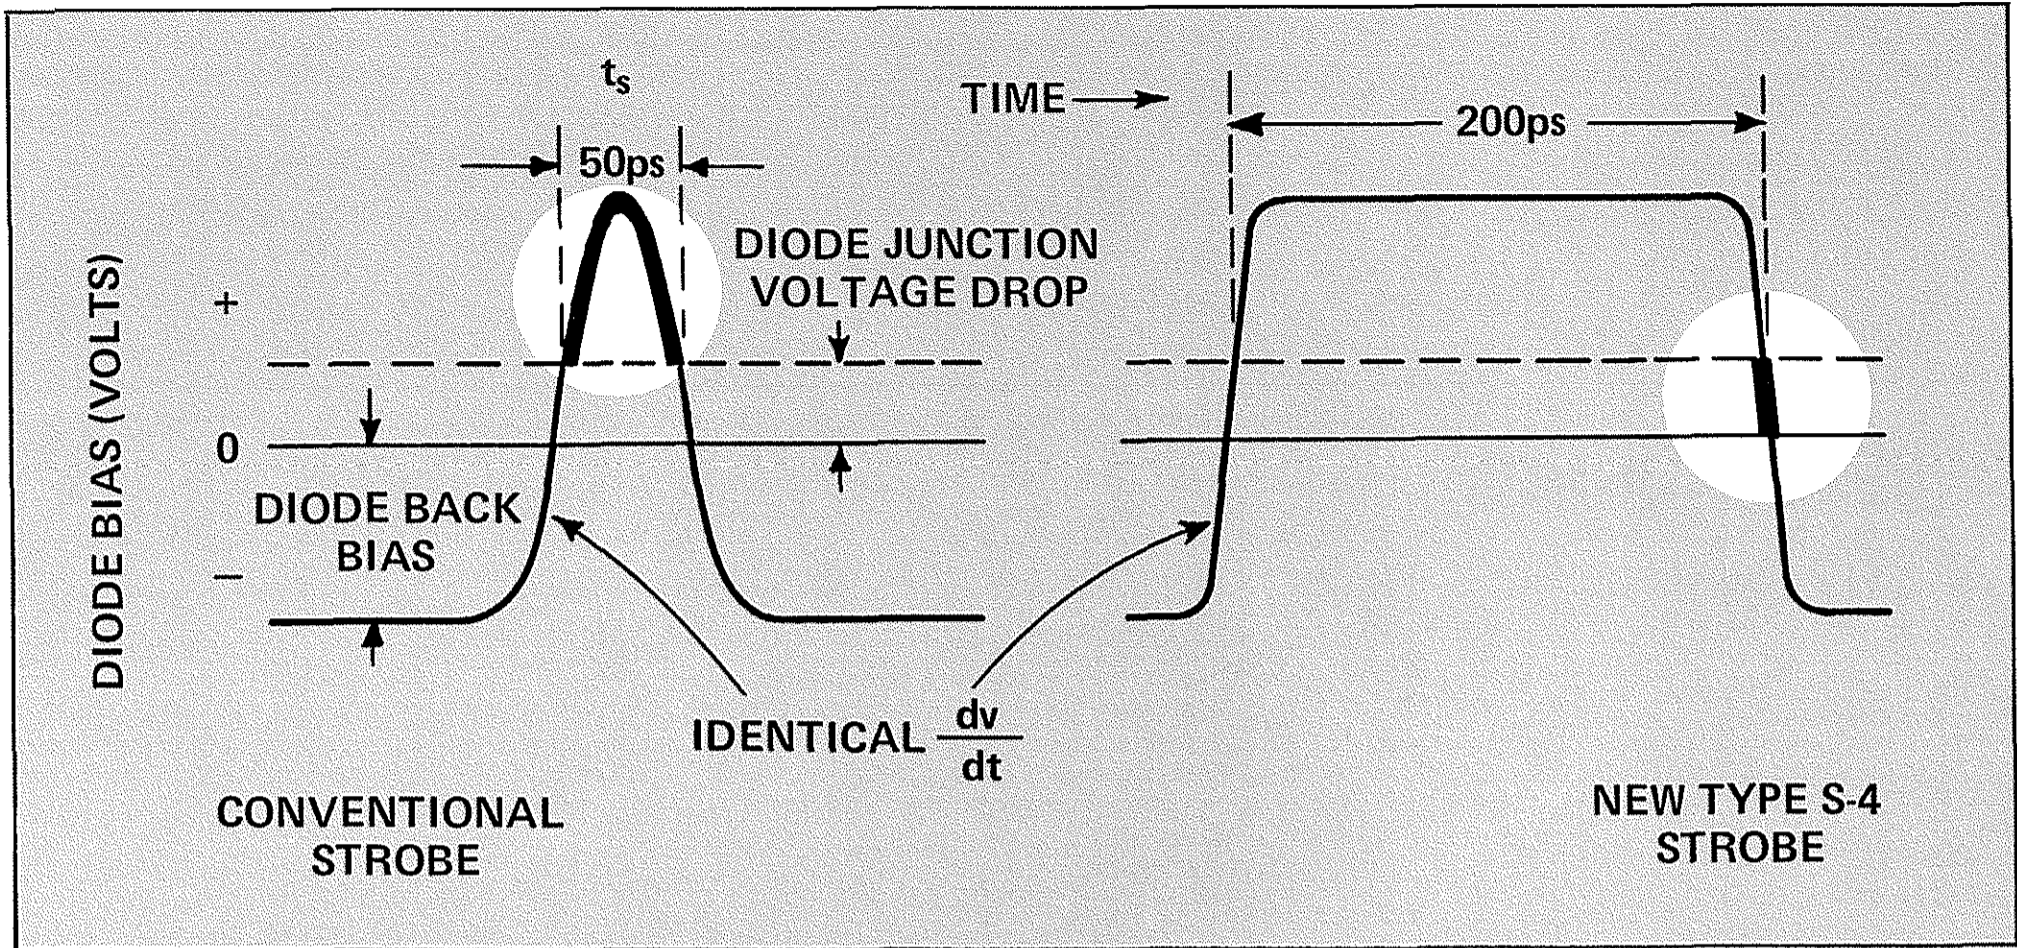 t_s
TIME
200ps
50ps
DIODE JUNCTION
VOLTAGE DROP
DIODE BIAS (VOLTS)
+
0
DIODE BACK
BIAS
−
IDENTICAL dv/dt
CONVENTIONAL
STROBE
NEW TYPE S-4
STROBE